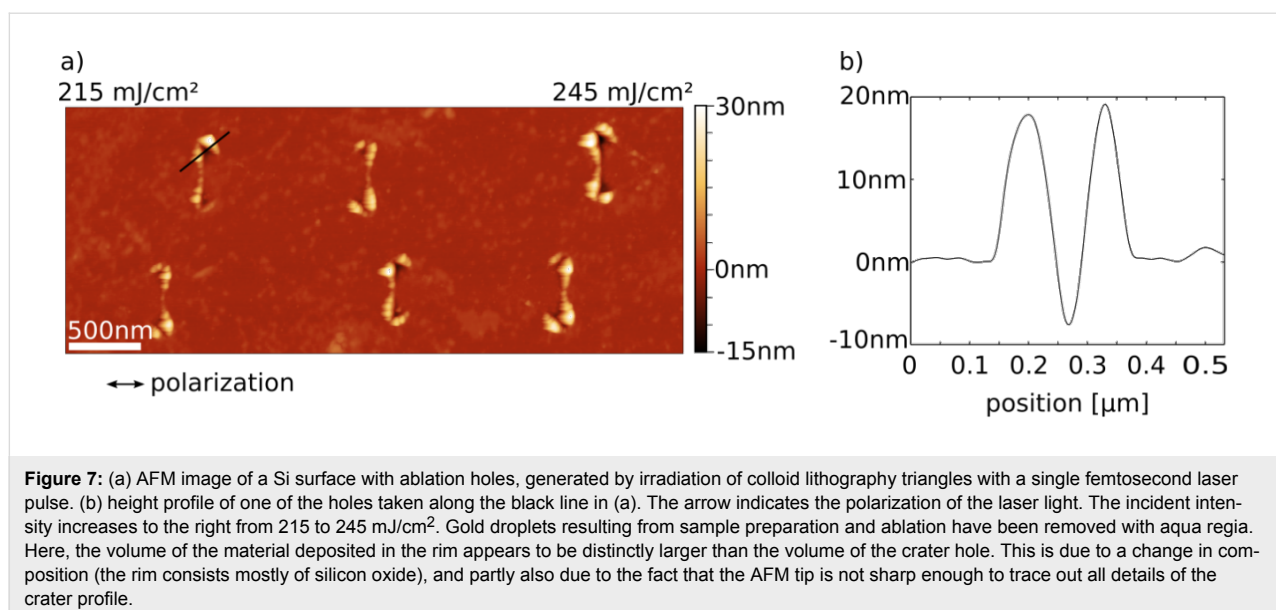 a)
215 mJ/cm²
245 mJ/cm²
30nm
0nm
-15nm
500nm
polarization
b)
20nm
10nm
0nm
-10nm
0
0.1
0.2
0.3
0.4
0.5
position [μm]
Figure 7: (a) AFM image of a Si surface with ablation holes, generated by irradiation of colloid lithography triangles with a single femtosecond laser
pulse. (b) height profile of one of the holes taken along the black line in (a). The arrow indicates the polarization of the laser light. The incident inten-
sity increases to the right from 215 to 245 mJ/cm². Gold droplets resulting from sample preparation and ablation have been removed with aqua regia.
Here, the volume of the material deposited in the rim appears to be distinctly larger than the volume of the crater hole. This is due to a change in com-
position (the rim consists mostly of silicon oxide), and partly also due to the fact that the AFM tip is not sharp enough to trace out all details of the
crater profile.